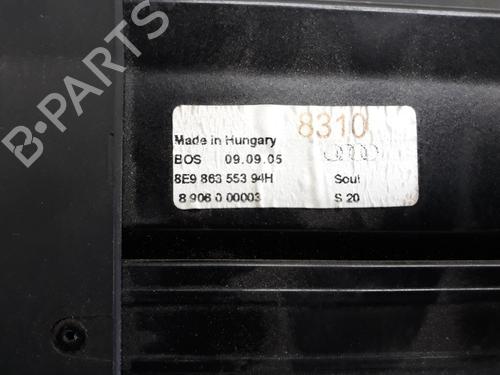 B-PARTS
8310
Made in Hungary
BOS 09.09.05
8E9 863 553 94H Soul
8 906 0 00003 S 20